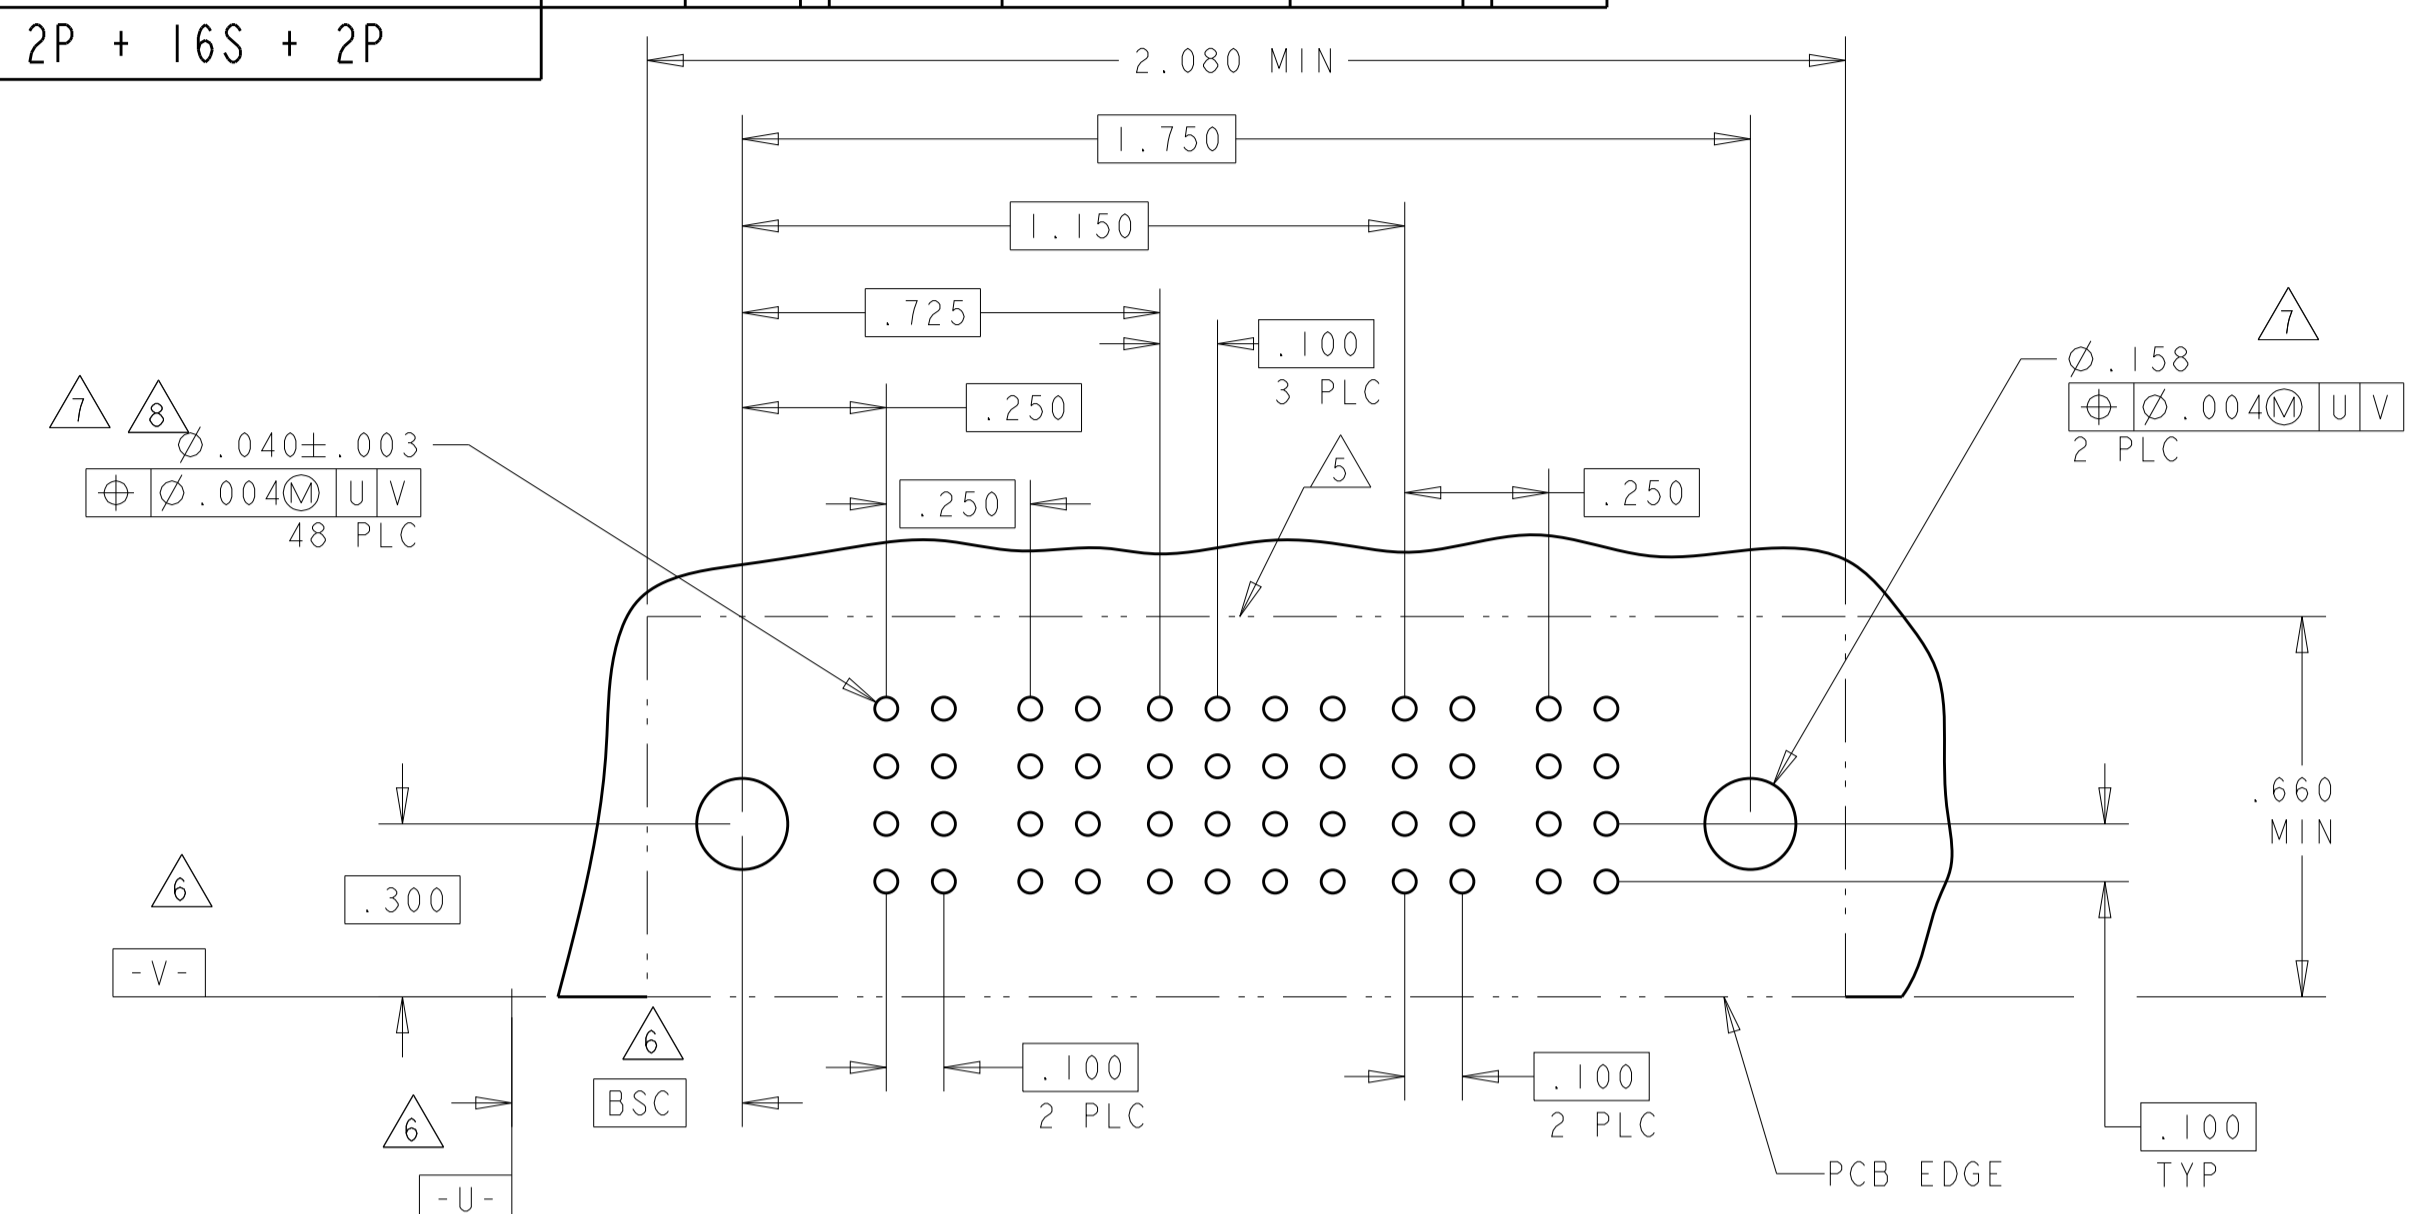 2P + 16S + 2P
2.080 MIN
1.750
1.150
.725
.100
3 PLC
.250
7
8
Ø.040±.003
⌖ Ø.004Ⓜ U V
48 PLC
.250
5
.250
7
Ø.158
⌖ Ø.004Ⓜ U V
2 PLC
.660
MIN
6
.300
-V-
6
BSC
6
-U-
.100
2 PLC
.100
2 PLC
PCB EDGE
.100
TYP